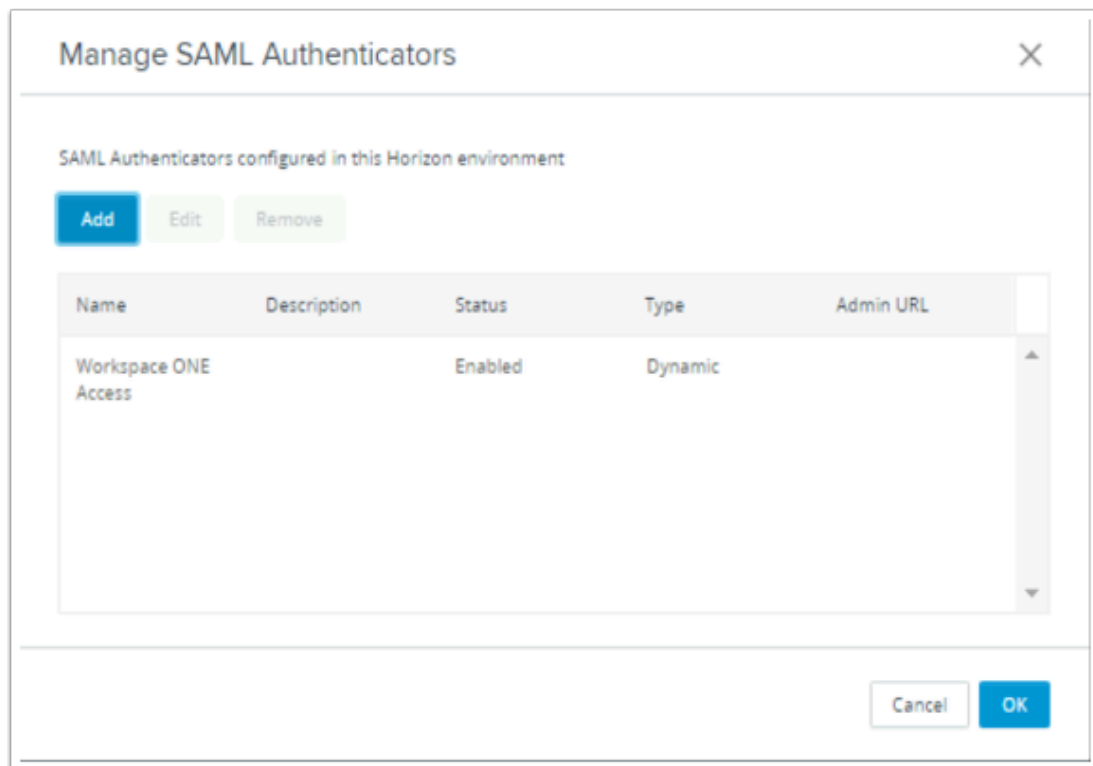 Manage SAML Authenticators
SAML Authenticators configured in this Horizon environment
Add Edit Remove
Name Description Status Type Admin URL
Workspace ONE Enabled Dynamic
Access
Cancel OK